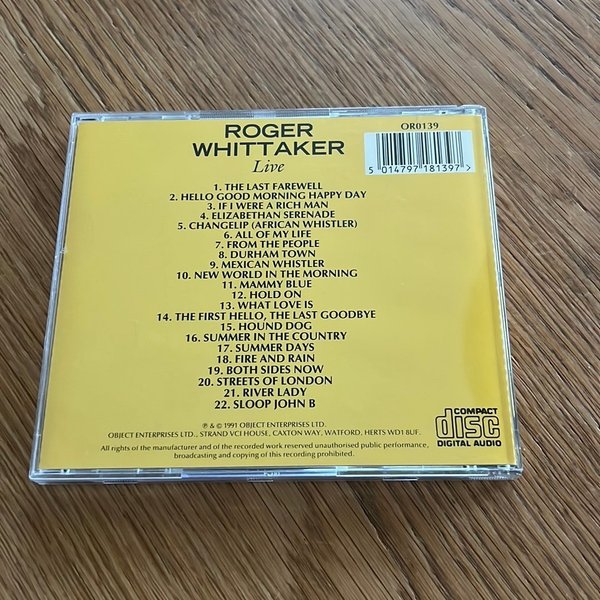 ROGER
WHITTAKER
Live
OR0139
5 014797 181397 >
1. THE LAST FAREWELL
2. HELLO GOOD MORNING HAPPY DAY
3. IF I WERE A RICH MAN
4. ELIZABETHAN SERENADE
5. CHANGELIP (AFRICAN WHISTLER)
6. ALL OF MY LIFE
7. FROM THE PEOPLE
8. DURHAM TOWN
9. MEXICAN WHISTLER
10. NEW WORLD IN THE MORNING
11. MAMMY BLUE
12. HOLD ON
13. WHAT LOVE IS
14. THE FIRST HELLO, THE LAST GOODBYE
15. HOUND DOG
16. SUMMER IN THE COUNTRY
17. SUMMER DAYS
18. FIRE AND RAIN
19. BOTH SIDES NOW
20. STREETS OF LONDON
21. RIVER LADY
22. SLOOP JOHN B
℗ & © 1991 OBJECT ENTERPRISES LTD.
OBJECT ENTERPRISES LTD., STRAND VCI HOUSE, CAXTON WAY, WATFORD, HERTS WD1 8UF.
All rights of the manufacturer and of the recorded work reserved unauthorised public performance,
broadcasting and copying of this recording prohibited.
COMPACT
disc
DIGITAL AUDIO